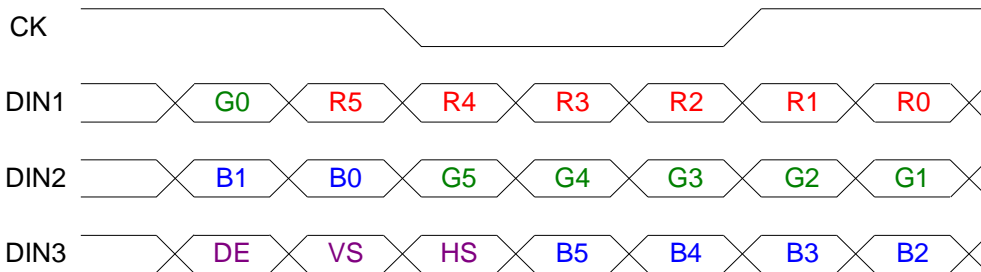 CK
DIN1 G0 R5 R4 R3 R2 R1 R0
DIN2 B1 B0 G5 G4 G3 G2 G1
DIN3 DE VS HS B5 B4 B3 B2